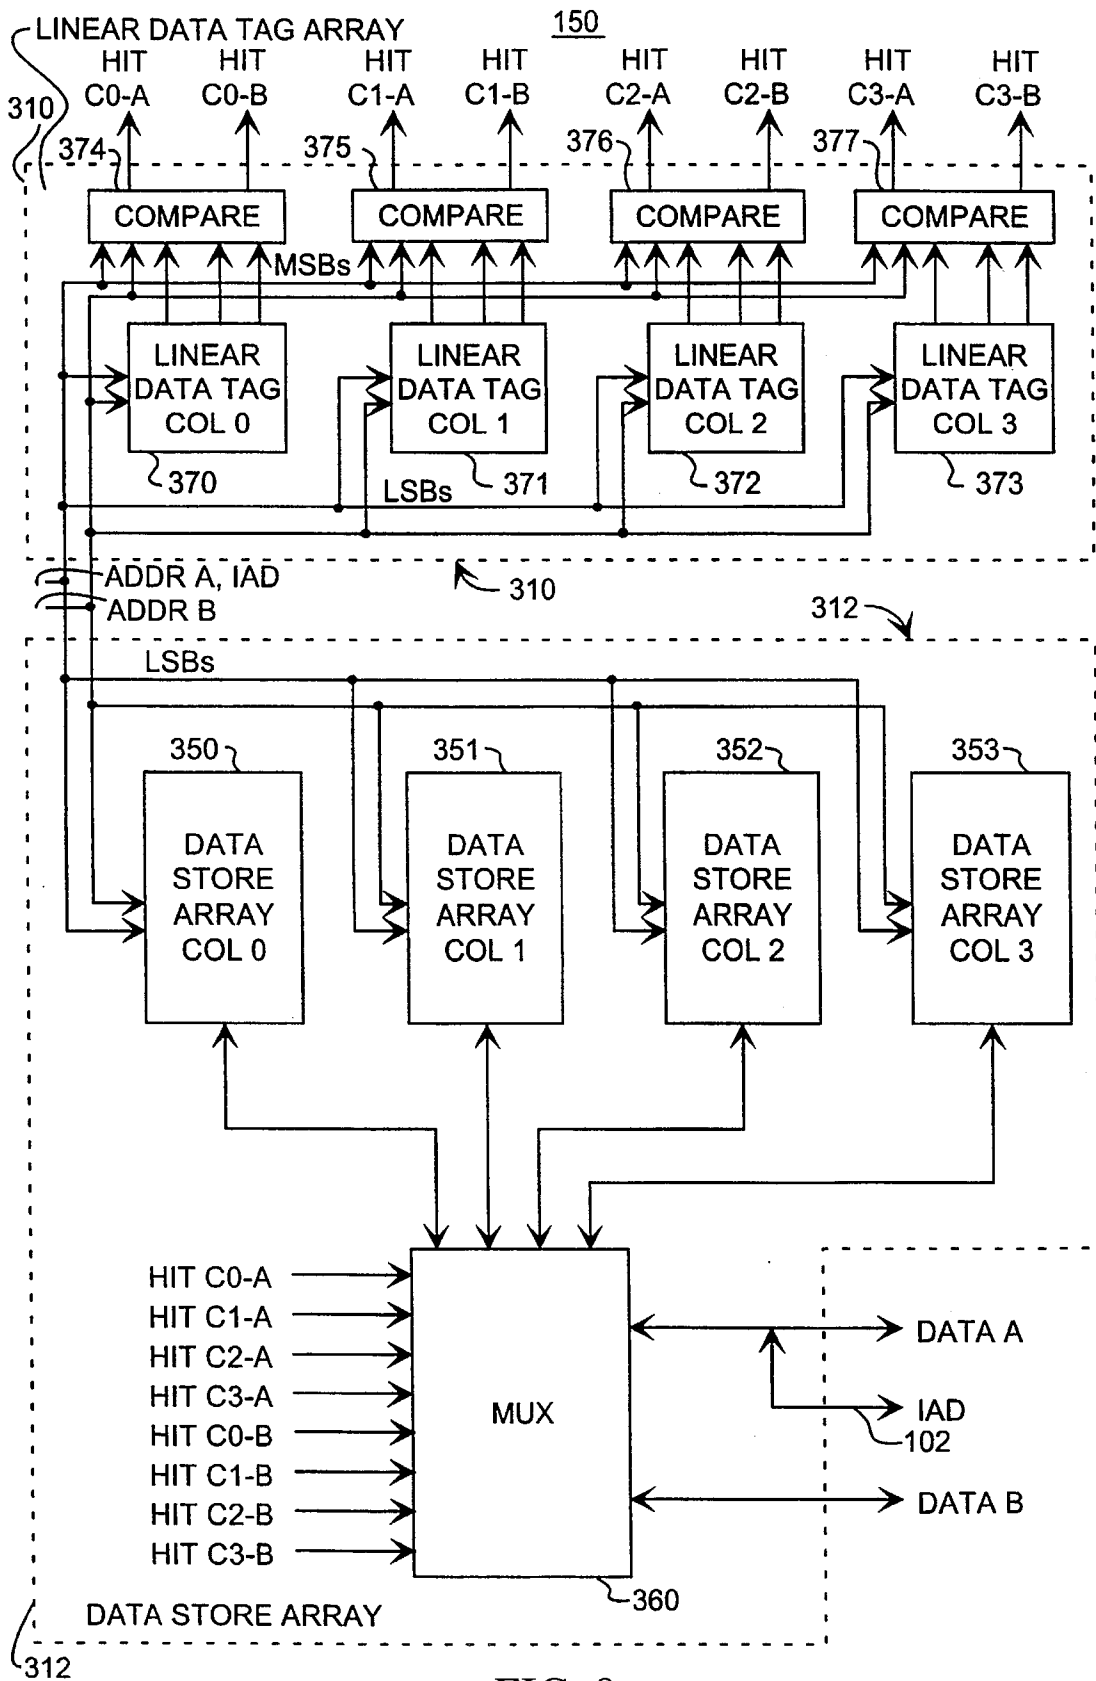 LINEAR DATA TAG ARRAY
150
HIT C0-A
HIT C0-B
HIT C1-A
HIT C1-B
HIT C2-A
HIT C2-B
HIT C3-A
HIT C3-B
310
374
375
376
377
COMPARE
COMPARE
COMPARE
COMPARE
MSBs
LINEAR DATA TAG COL 0
LINEAR DATA TAG COL 1
LINEAR DATA TAG COL 2
LINEAR DATA TAG COL 3
370
371
372
373
LSBs
ADDR A, IAD
ADDR B
310
312
LSBs
350
351
352
353
DATA STORE ARRAY COL 0
DATA STORE ARRAY COL 1
DATA STORE ARRAY COL 2
DATA STORE ARRAY COL 3
HIT C0-A
HIT C1-A
HIT C2-A
HIT C3-A
HIT C0-B
HIT C1-B
HIT C2-B
HIT C3-B
MUX
DATA A
IAD
102
DATA B
360
DATA STORE ARRAY
312